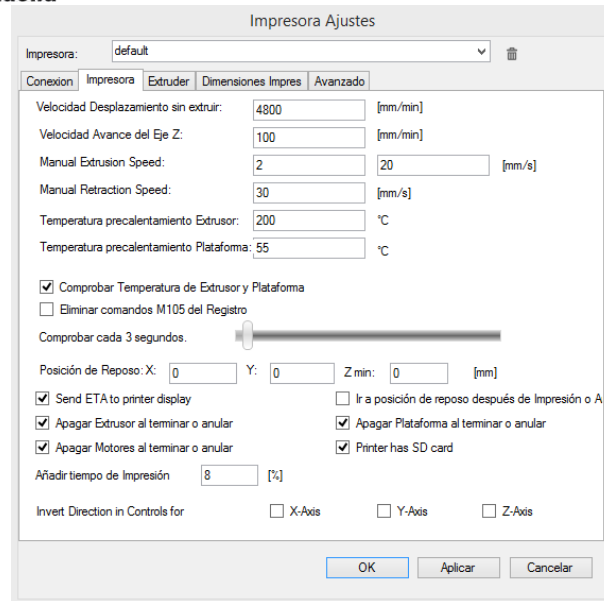 Impresora Ajustes
Impresora: default
Conexion Impresora Extruder Dimensiones Impres Avanzado
Velocidad Desplazamiento sin extruir: 4800 [mm/min]
Velocidad Avance del Eje Z: 100 [mm/min]
Manual Extrusion Speed: 2 20 [mm/s]
Manual Retraction Speed: 30 [mm/s]
Temperatura precalentamiento Extrusor: 200 °C
Temperatura precalentamiento Plataforma: 55 °C
Comprobar Temperatura de Extrusor y Plataforma
Eliminar comandos M105 del Registro
Comprobar cada 3 segundos.
Posición de Reposo: X: 0 Y: 0 Z min: 0 [mm]
Send ETA to printer display Ir a posición de reposo después de Impresión o A
Apagar Extrusor al terminar o anular Apagar Plataforma al terminar o anular
Apagar Motores al terminar o anular Printer has SD card
Añadir tiempo de Impresión 8 [%]
Invert Direction in Controls for X-Axis Y-Axis Z-Axis
OK Aplicar Cancelar